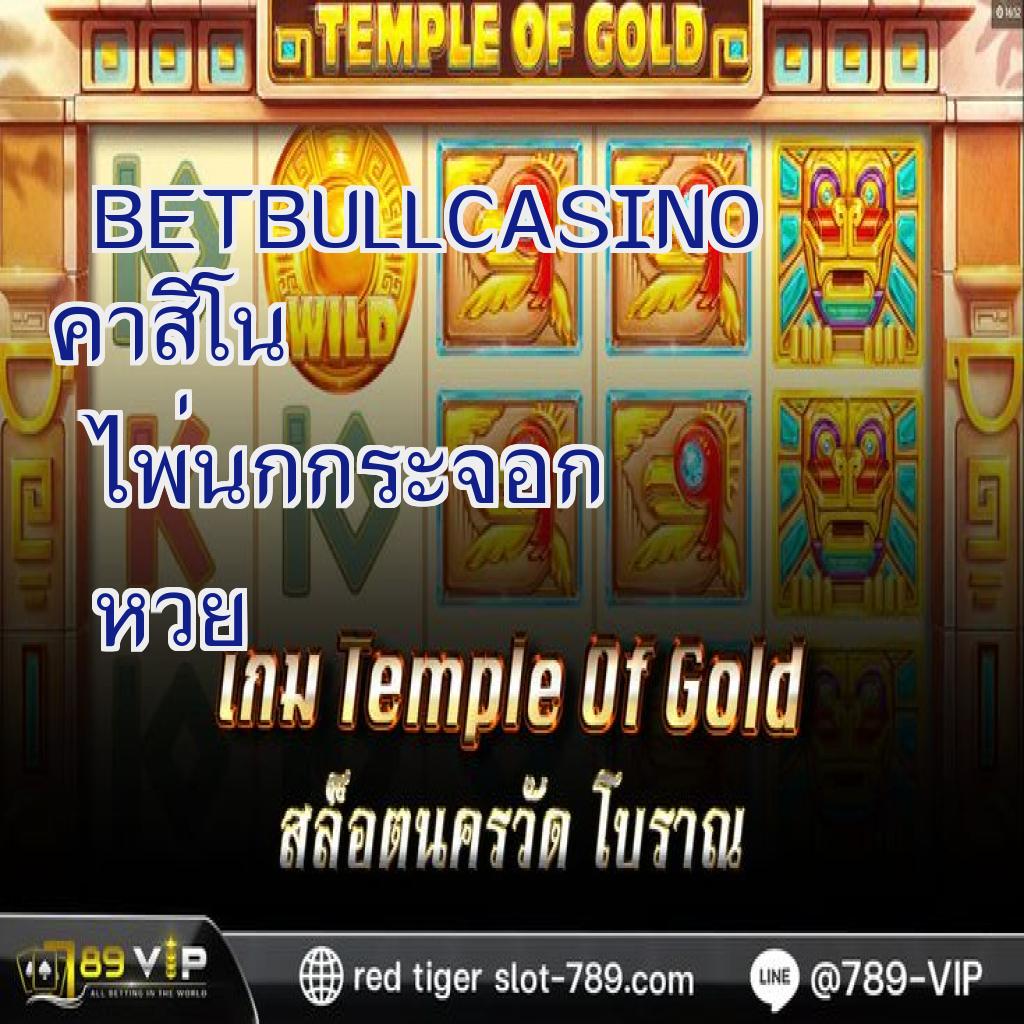 TEMPLE OF GOLD
BETBULLCASINO
WILD
คาสิโน
ไพ่นกกระจอก
หวย
เกม Temple Of Gold
สล็อตนครวัด โบราณ
789 VIP
ALL BETTING IN THE WORLD
red tiger slot-789.com
LINE @789-VIP